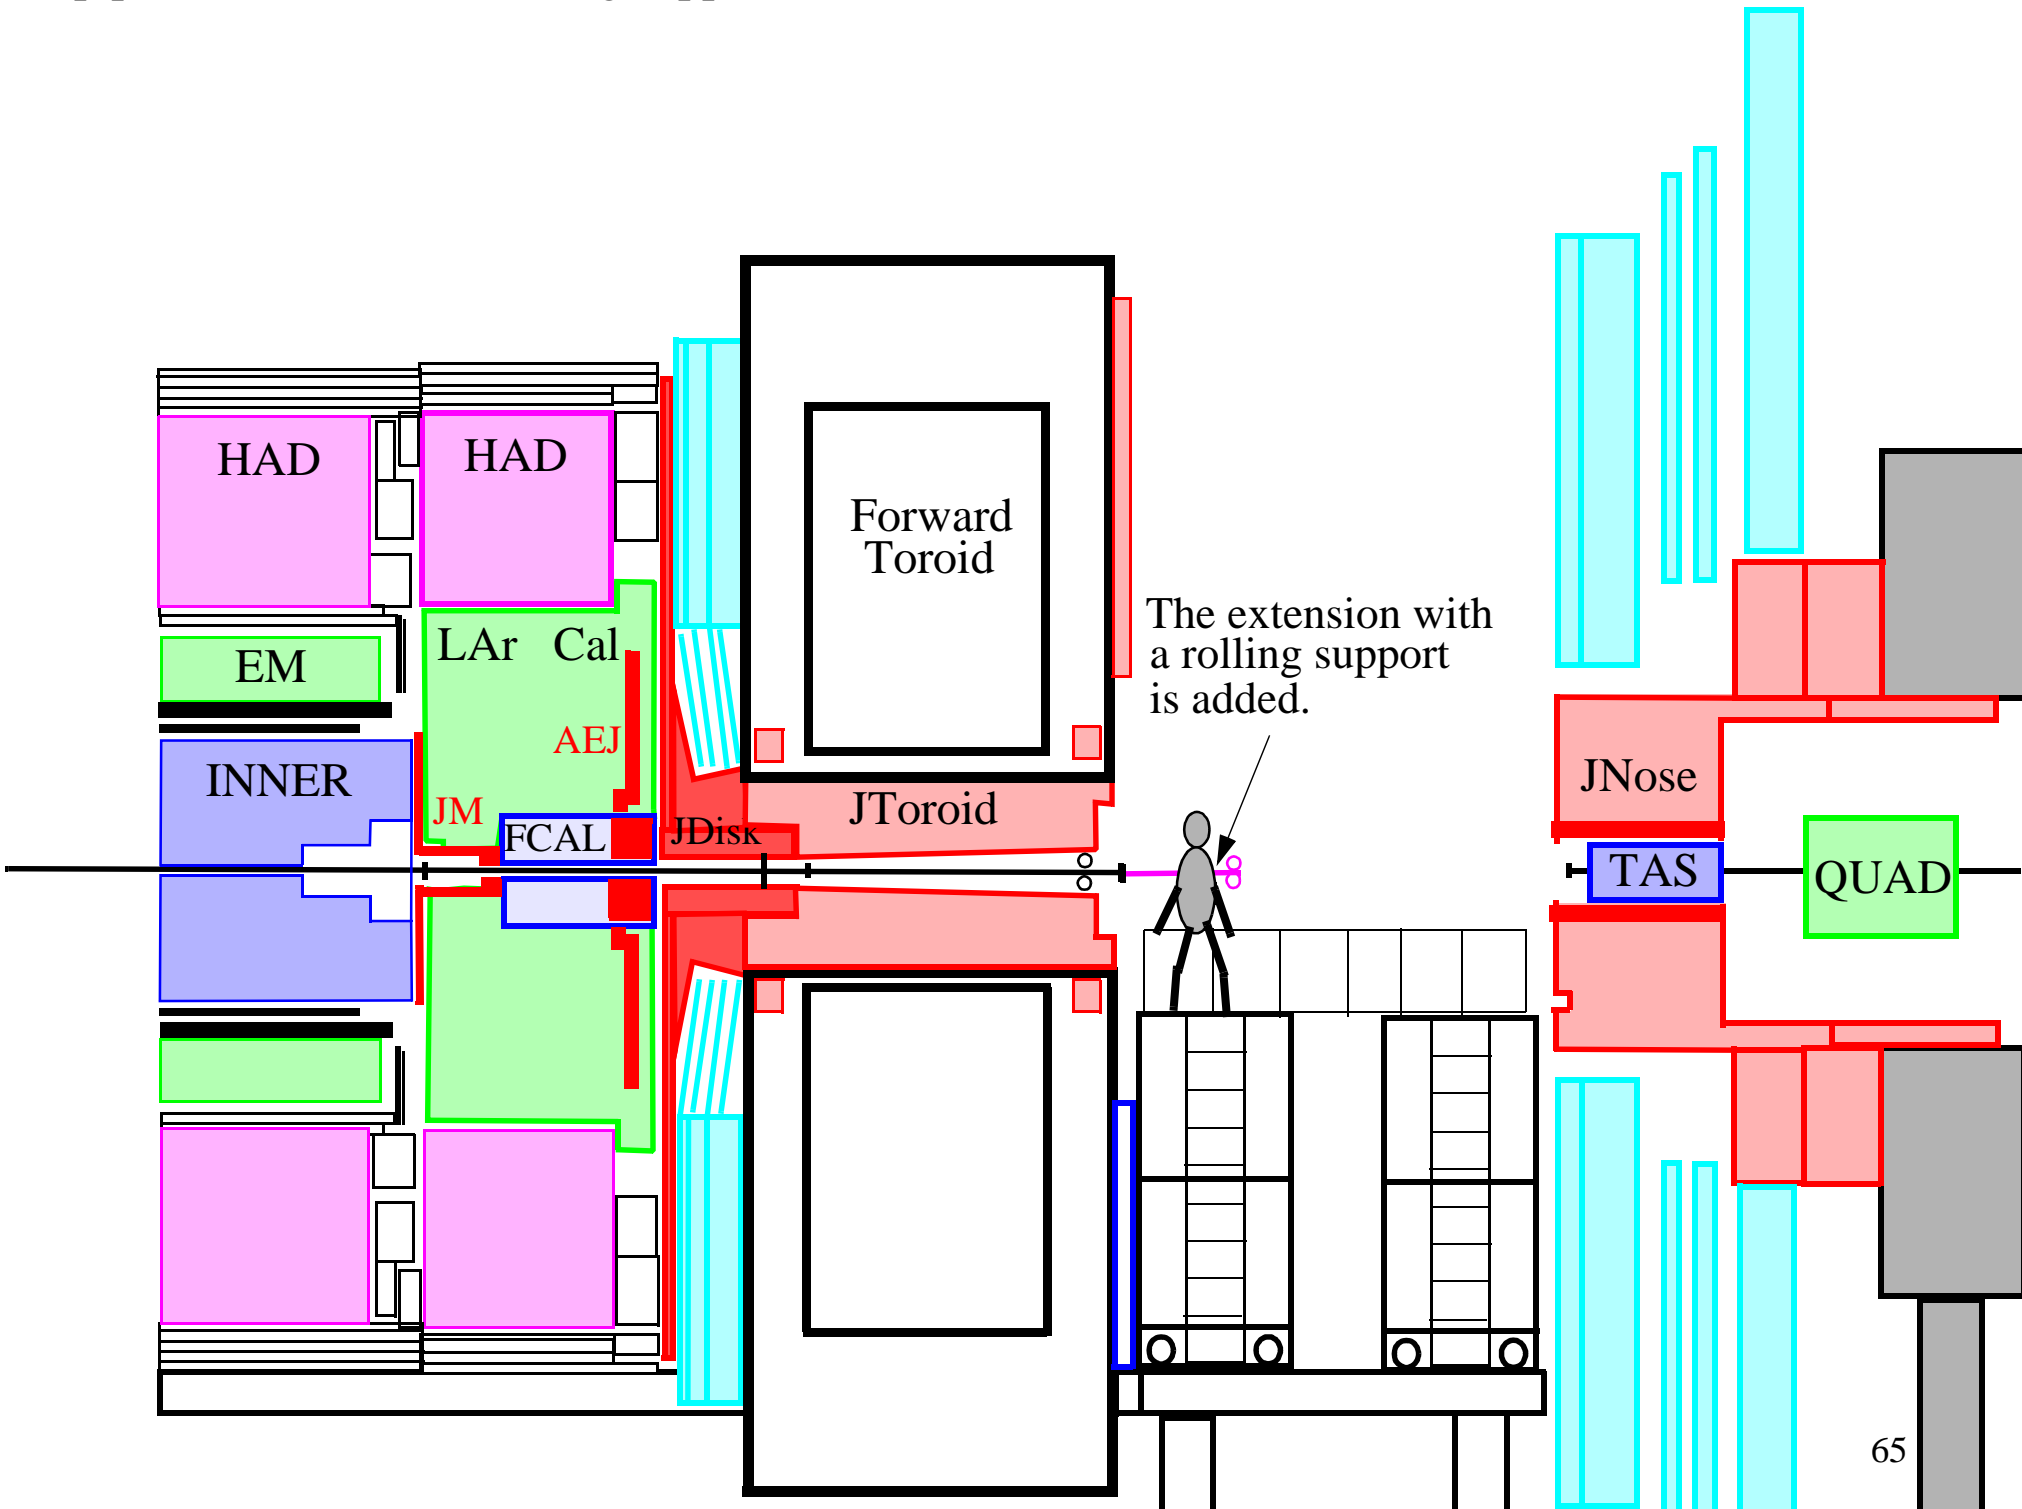 HAD HAD
Forward
Toroid
The extension with
a rolling support
is added.
LAr Cal
EM
AEJ
INNER
JM
FCAL
JDisk
JToroid
JNose
TAS
QUAD
65